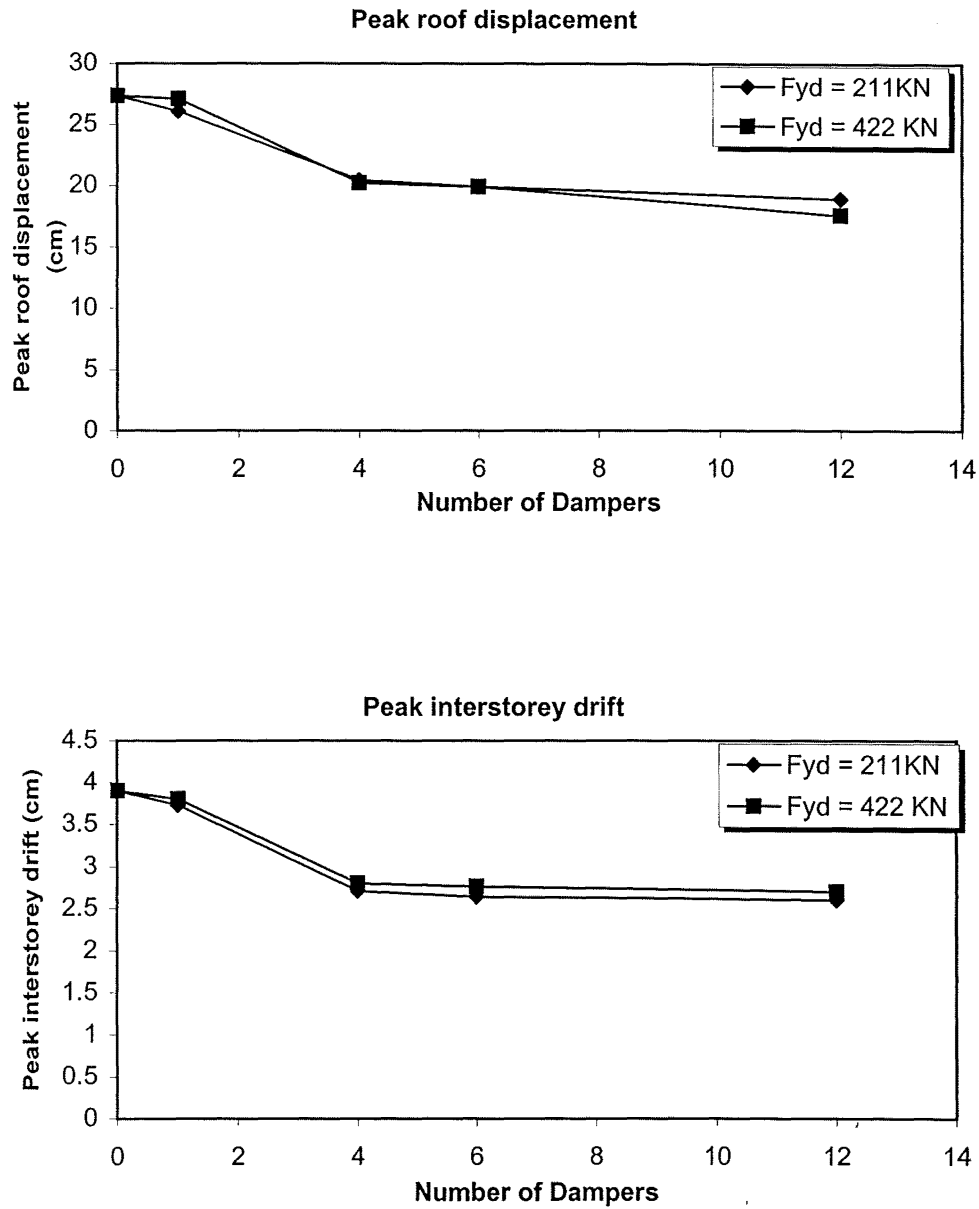 Peak roof displacement
30
25
20
15
10
5
0
Peak roof displacement
(cm)
Fyd = 211KN
Fyd = 422 KN
0 2 4 6 8 10 12 14
Number of Dampers
Peak interstorey drift
4.5
4
3.5
3
2.5
2
1.5
1
0.5
0
Peak interstorey drift (cm)
Fyd = 211KN
Fyd = 422 KN
0 2 4 6 8 10 12 14
Number of Dampers